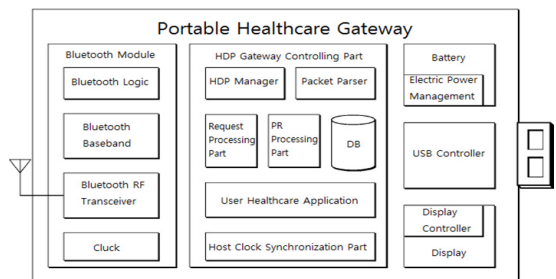 Portable Healthcare Gateway
Bluetooth Module
Bluetooth Logic
Bluetooth
Baseband
Bluetooth RF
Transceiver
Cluck
HDP Gateway Controlling Part
HDP Manager
Packet Parser
Request
Processing
Part
PR
Processing
Part
DB
User Healthcare Application
Host Clock Synchronization Part
Battery
Electric Power
Management
USB Controller
Display
Controller
Display